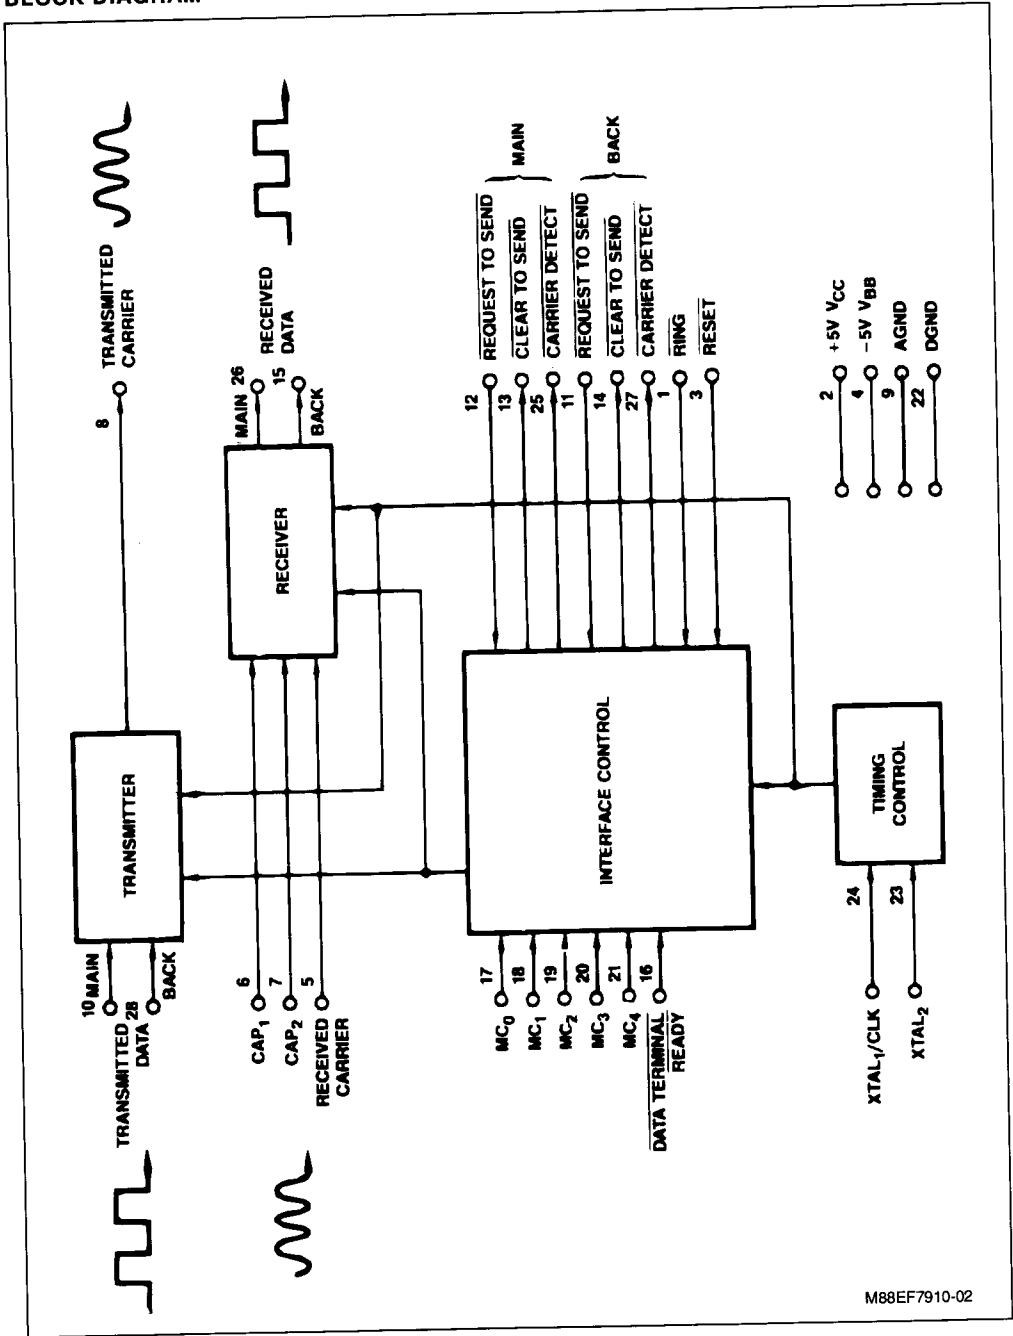 BLOCK DIAGRAM
TRANSMITTED
DATA
10
MAIN
28
BACK
TRANSMITTER
8
TRANSMITTED
CARRIER
CAP1
6
CAP2
7
RECEIVED
CARRIER
5
RECEIVER
MAIN
26
BACK
15
RECEIVED
DATA
MC0
17
MC1
18
MC2
19
MC3
20
MC4
21
DATA TERMINAL
READY
16
INTERFACE CONTROL
12
REQUEST TO SEND
13
CLEAR TO SEND
25
CARRIER DETECT
MAIN
11
REQUEST TO SEND
14
CLEAR TO SEND
27
CARRIER DETECT
BACK
1
RING
3
RESET
XTAL1/CLK
24
XTAL2
23
TIMING
CONTROL
2
+5V VCC
4
-5V VBB
9
AGND
22
DGND
M88EF7910-02